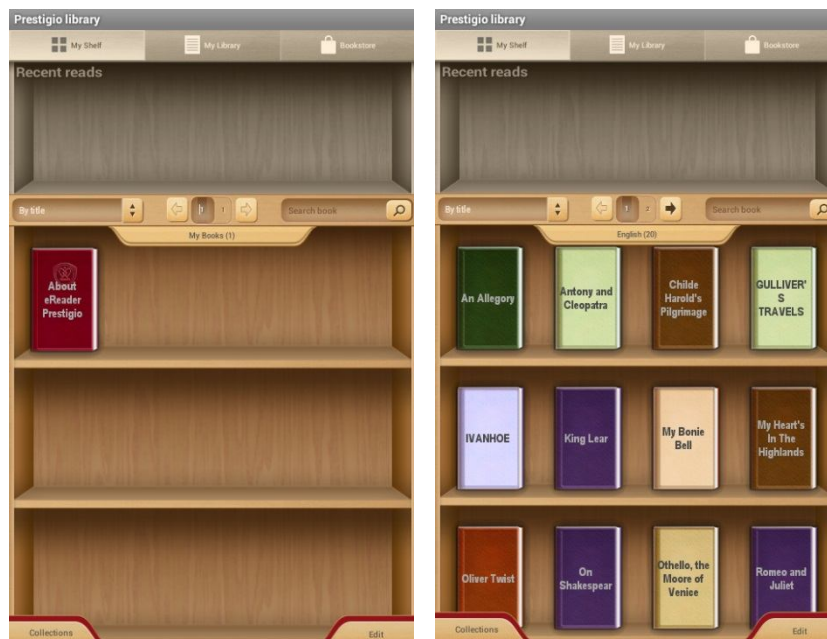 Prestigio library
My Shelf
My Library
Bookstore
Recent reads
By title
1
1
Search book
My Books (1)
About
eReader
Prestigio
Collections
Edit
Prestigio library
My Shelf
My Library
Bookstore
Recent reads
By title
1
2
Search book
English (20)
An Allegory
Antony and
Cleopatra
Childe
Harold's
Pilgrimage
GULLIVER'
S
TRAVELS
IVANHOE
King Lear
My Bonie
Bell
My Heart's
In The
Highlands
Oliver Twist
On
Shakespear
Othello, the
Moore of
Venice
Romeo and
Juliet
Collections
Edit